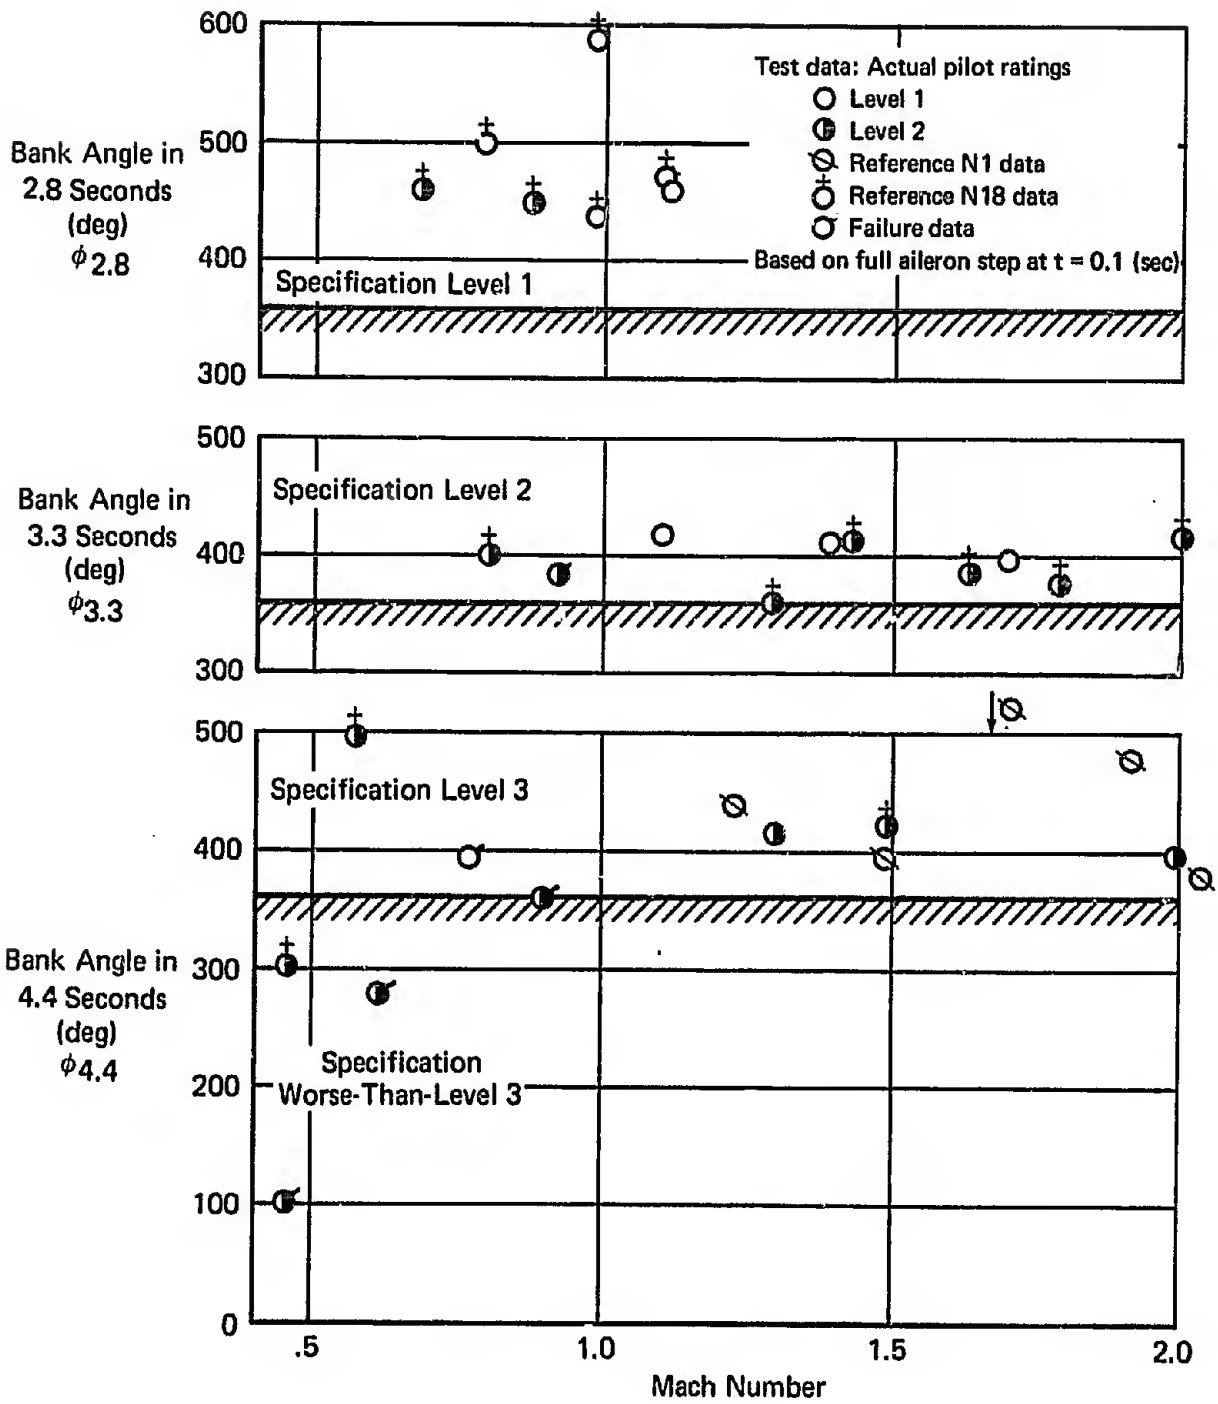 600
500
400
300
Bank Angle in
2.8 Seconds
(deg)
ϕ2.8
Test data: Actual pilot ratings
Level 1
Level 2
Reference N1 data
Reference N18 data
Failure data
Based on full aileron step at t = 0.1 (sec)
Specification Level 1
500
400
300
Bank Angle in
3.3 Seconds
(deg)
ϕ3.3
Specification Level 2
500
400
300
200
100
0
Bank Angle in
4.4 Seconds
(deg)
ϕ4.4
Specification Level 3
Specification
Worse-Than-Level 3
.5
1.0
1.5
2.0
Mach Number